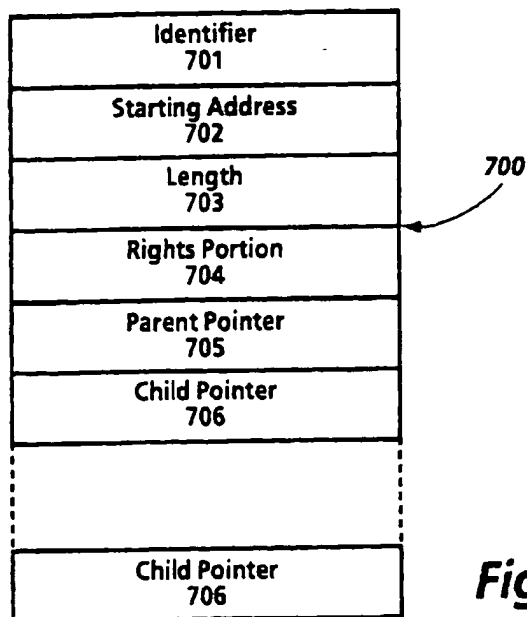 Identifier
701
Starting Address
702
Length
703
700
Rights Portion
704
Parent Pointer
705
Child Pointer
706
Child Pointer
706
Fig